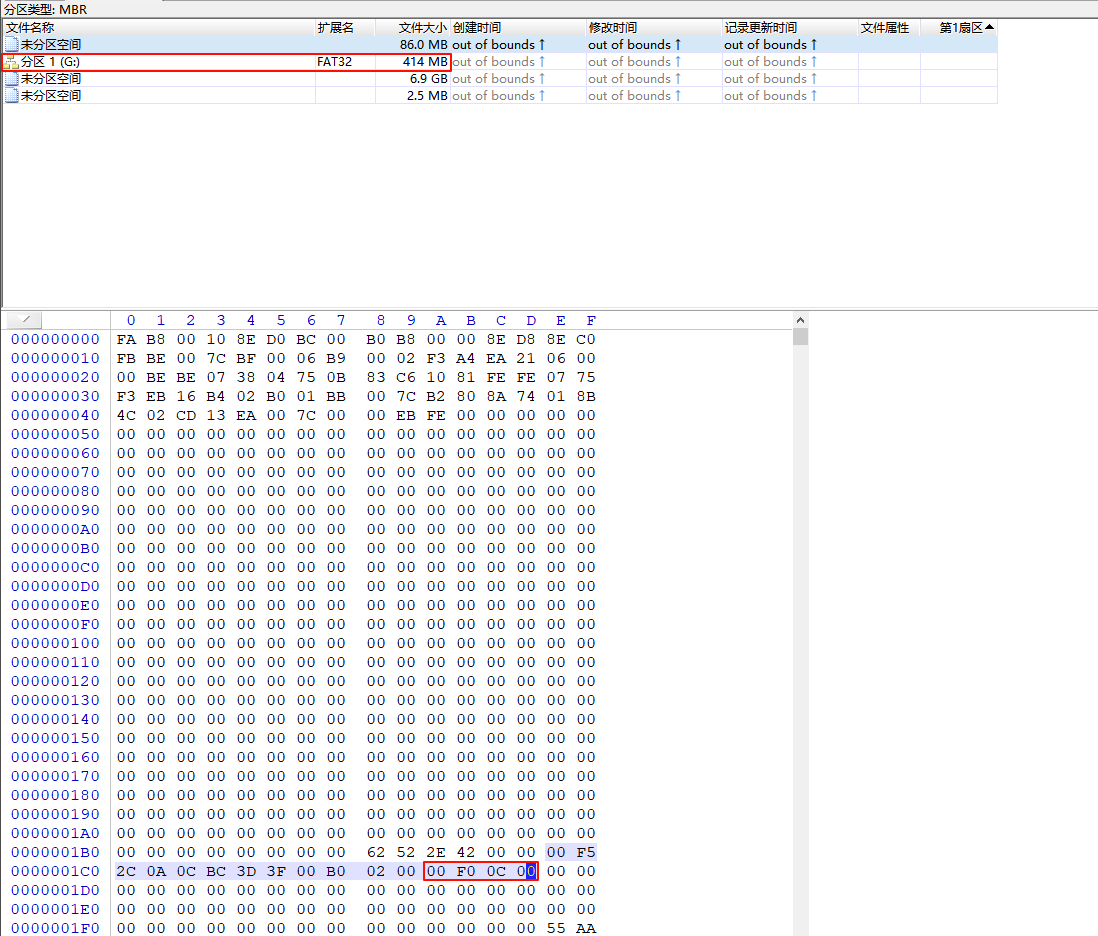 分区类型: MBR
文件名称 扩展名 文件大小 创建时间 修改时间 记录更新时间 文件属性 第1扇区
未分区空间 86.0 MB out of bounds ↑ out of bounds ↑ out of bounds ↑
分区 1 (G:) FAT32 414 MB out of bounds ↑ out of bounds ↑ out of bounds ↑
未分区空间 6.9 GB out of bounds ↑ out of bounds ↑ out of bounds ↑
未分区空间 2.5 MB out of bounds ↑ out of bounds ↑ out of bounds ↑
0 1 2 3 4 5 6 7 8 9 A B C D E F
000000000 FA B8 00 10 8E D0 BC 00 B0 B8 00 00 8E D8 8E C0
000000010 FB BE 00 7C BF 00 06 B9 00 02 F3 A4 EA 21 06 00
000000020 00 BE BE 07 38 04 75 0B 83 C6 10 81 FE FE 07 75
000000030 F3 EB 16 B4 02 B0 01 BB 00 7C B2 80 8A 74 01 8B
000000040 4C 02 CD 13 EA 00 7C 00 00 EB FE 00 00 00 00 00
000000050 00 00 00 00 00 00 00 00 00 00 00 00 00 00 00 00
000000060 00 00 00 00 00 00 00 00 00 00 00 00 00 00 00 00
000000070 00 00 00 00 00 00 00 00 00 00 00 00 00 00 00 00
000000080 00 00 00 00 00 00 00 00 00 00 00 00 00 00 00 00
000000090 00 00 00 00 00 00 00 00 00 00 00 00 00 00 00 00
0000000A0 00 00 00 00 00 00 00 00 00 00 00 00 00 00 00 00
0000000B0 00 00 00 00 00 00 00 00 00 00 00 00 00 00 00 00
0000000C0 00 00 00 00 00 00 00 00 00 00 00 00 00 00 00 00
0000000D0 00 00 00 00 00 00 00 00 00 00 00 00 00 00 00 00
0000000E0 00 00 00 00 00 00 00 00 00 00 00 00 00 00 00 00
0000000F0 00 00 00 00 00 00 00 00 00 00 00 00 00 00 00 00
000000100 00 00 00 00 00 00 00 00 00 00 00 00 00 00 00 00
000000110 00 00 00 00 00 00 00 00 00 00 00 00 00 00 00 00
000000120 00 00 00 00 00 00 00 00 00 00 00 00 00 00 00 00
000000130 00 00 00 00 00 00 00 00 00 00 00 00 00 00 00 00
000000140 00 00 00 00 00 00 00 00 00 00 00 00 00 00 00 00
000000150 00 00 00 00 00 00 00 00 00 00 00 00 00 00 00 00
000000160 00 00 00 00 00 00 00 00 00 00 00 00 00 00 00 00
000000170 00 00 00 00 00 00 00 00 00 00 00 00 00 00 00 00
000000180 00 00 00 00 00 00 00 00 00 00 00 00 00 00 00 00
000000190 00 00 00 00 00 00 00 00 00 00 00 00 00 00 00 00
0000001A0 00 00 00 00 00 00 00 00 00 00 00 00 00 00 00 00
0000001B0 00 00 00 00 00 00 00 00 62 52 2E 42 00 00 00 F5
0000001C0 2C 0A 0C BC 3D 3F 00 B0 02 00 00 F0 0C 00 00 00
0000001D0 00 00 00 00 00 00 00 00 00 00 00 00 00 00 00 00
0000001E0 00 00 00 00 00 00 00 00 00 00 00 00 00 00 00 00
0000001F0 00 00 00 00 00 00 00 00 00 00 00 00 00 00 55 AA